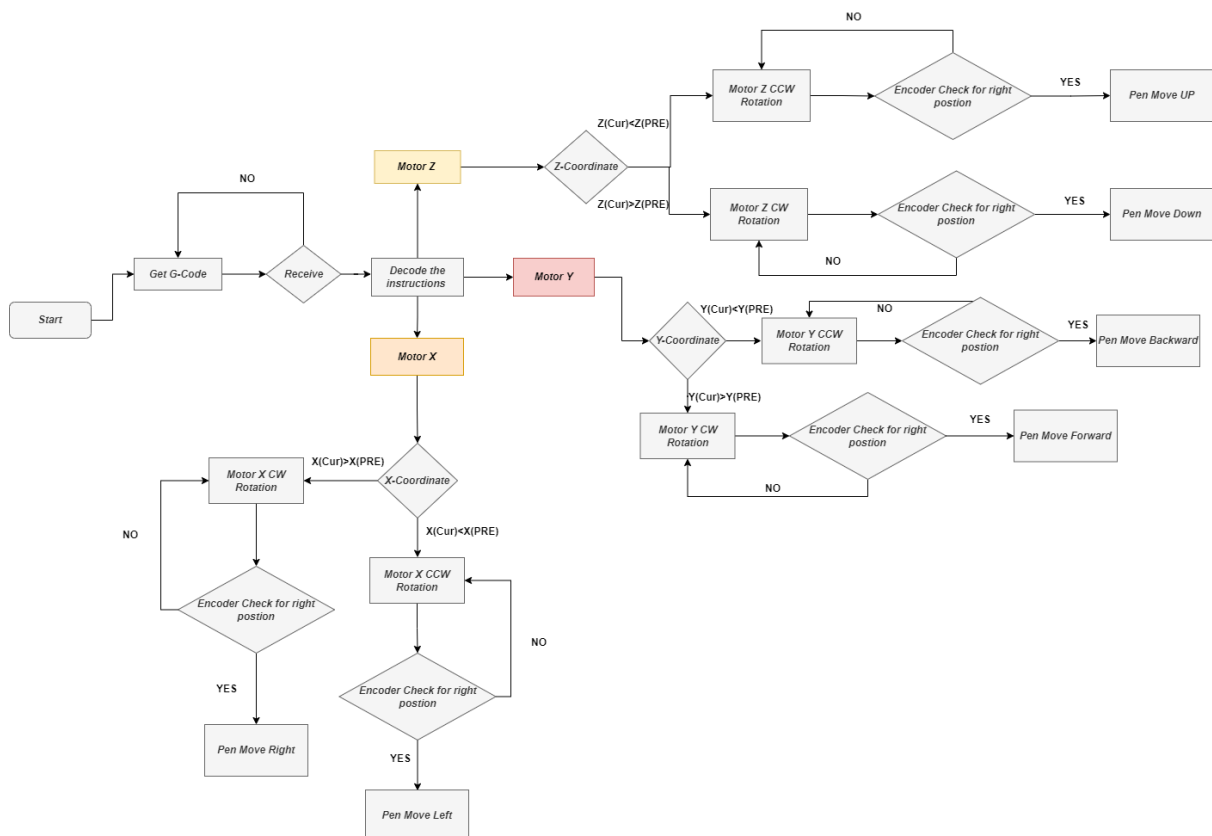 NO
Motor Z CCW
Rotation
Encoder Check for right
postion
YES
Pen Move UP
Z(Cur)<Z(PRE)
Motor Z
Z-Coordinate
Z(Cur)>Z(PRE)
Motor Z CW
Rotation
Encoder Check for right
postion
YES
Pen Move Down
NO
NO
Get G-Code
Receive
Decode the
instructions
Motor Y
Start
Y(Cur)<Y(PRE)
NO
Y-Coordinate
Motor Y CCW
Rotation
Encoder Check for right
postion
YES
Pen Move Backward
Y(Cur)>Y(PRE)
Motor Y CW
Rotation
Encoder Check for right
postion
YES
Pen Move Forward
NO
Motor X
X(Cur)>X(PRE)
X-Coordinate
Motor X CW
Rotation
NO
Encoder Check for right
postion
YES
Pen Move Right
X(Cur)<X(PRE)
Motor X CCW
Rotation
NO
Encoder Check for right
postion
YES
Pen Move Left